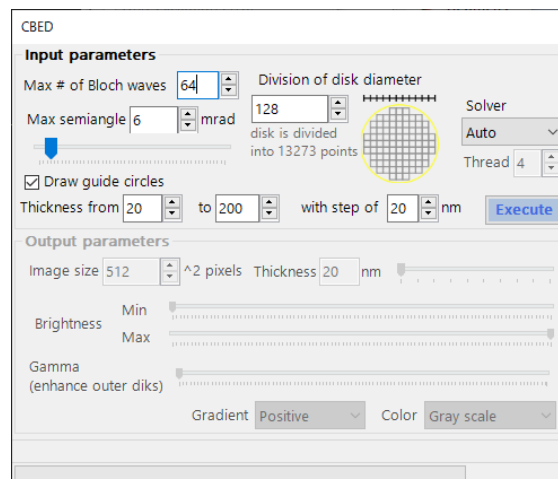 CBED
Input parameters
Max # of Bloch waves 64
Division of disk diameter
128
disk is divided
into 13273 points
Max semiangle 6 mrad
Solver
Auto
Thread 4
Draw guide circles
Thickness from 20 to 200 with step of 20 nm Execute
Output parameters
Image size 512 ^2 pixels Thickness 20 nm
Brightness
Min
Max
Gamma
(enhance outer diks)
Gradient Positive Color Gray scale